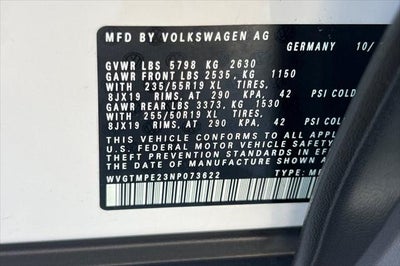 MFD BY VOLKSWAGEN AG
GERMANY 10/
GVWR LBS 5798 KG 2630
GAWR FRONT LBS 2535, KG 1150
WITH 235/55R19 XL TIRES,
8JX19 RIMS, AT 290 KPA, 42 PSI COLD
GAWR REAR LBS 3373, KG 1530
WITH 255/50R19 XL TIRES,
8JX19 RIMS, AT 290 KPA, 42 PSI COLD
THIS VEHICLE CONFORMS TO ALL APPLICABLE
U.S. FEDERAL MOTOR VEHICLE SAFETY
THEFT PREVENTION STANDARDS IN EF
THE DATE OF MANUFACTURE SHOWN A
WVGTMPE23NP073622 TYPE: